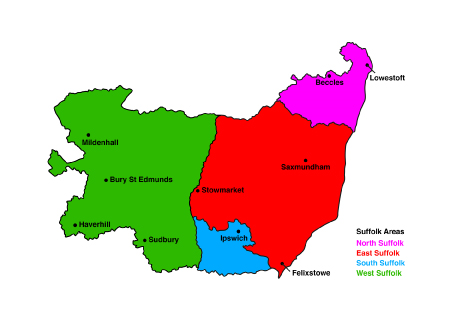 Lowestoft
Beccles
Mildenhall
Saxmundham
Bury St Edmunds
Stowmarket
Haverhill
Sudbury
Ipswich
Felixstowe
Suffolk Areas
North Suffolk
East Suffolk
South Suffolk
West Suffolk